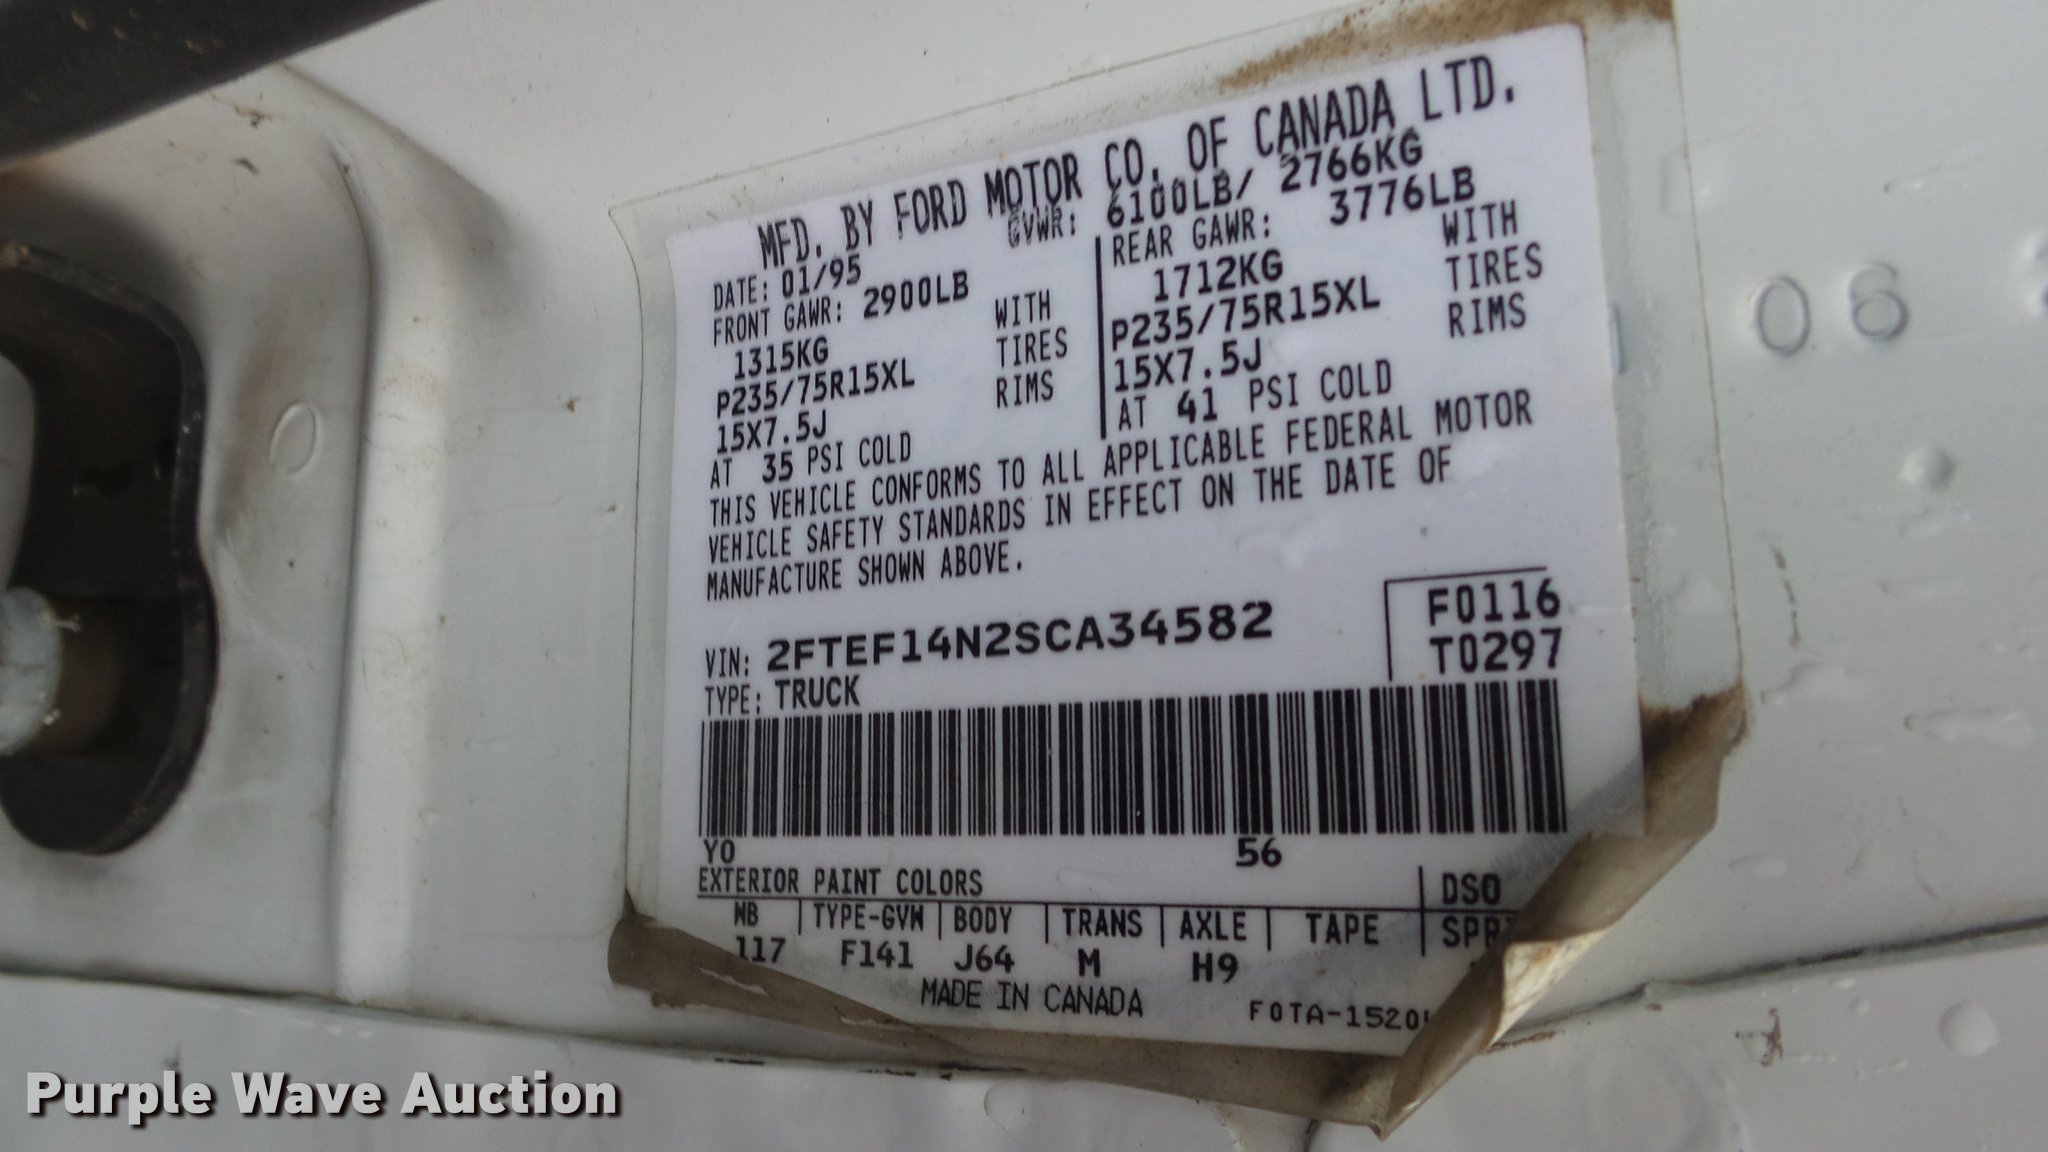 MFD. BY FORD MOTOR CO. OF CANADA LTD.
DATE: 01/95 GVWR: 6100LB/ 2766KG
FRONT GAWR: 2900LB REAR GAWR: 3776LB
1315KG WITH 1712KG WITH
P235/75R15XL TIRES P235/75R15XL TIRES
15X7.5J RIMS 15X7.5J RIMS
AT 35 PSI COLD AT 41 PSI COLD
THIS VEHICLE CONFORMS TO ALL APPLICABLE FEDERAL MOTOR
VEHICLE SAFETY STANDARDS IN EFFECT ON THE DATE OF
MANUFACTURE SHOWN ABOVE.
F0116
VIN: 2FTEF14N2SCA34582 T0297
TYPE: TRUCK
YO 56
EXTERIOR PAINT COLORS DSO
WB TYPE-GVW BODY TRANS AXLE TAPE
117 F141 J64 M H9
MADE IN CANADA F0TA-1520
06
Purple Wave Auction